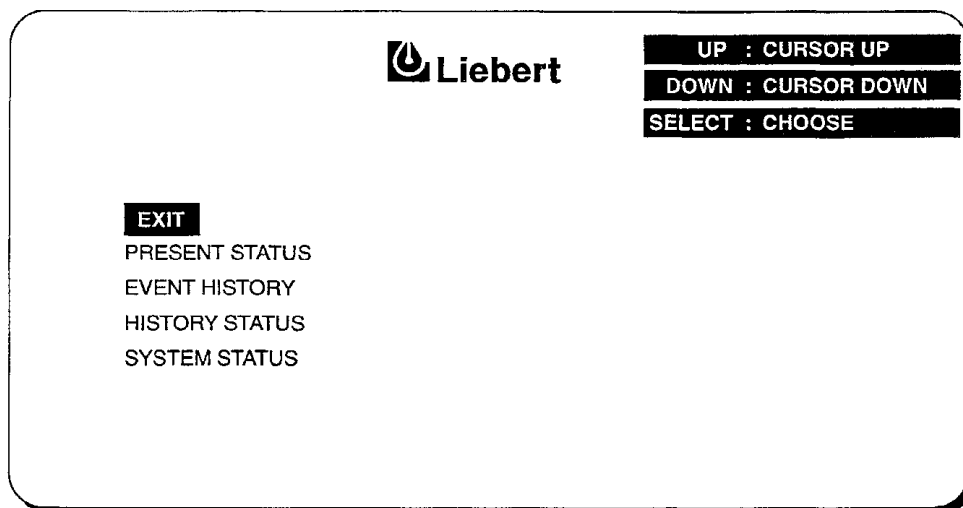 Liebert
UP : CURSOR UP
DOWN : CURSOR DOWN
SELECT : CHOOSE
EXIT
PRESENT STATUS
EVENT HISTORY
HISTORY STATUS
SYSTEM STATUS